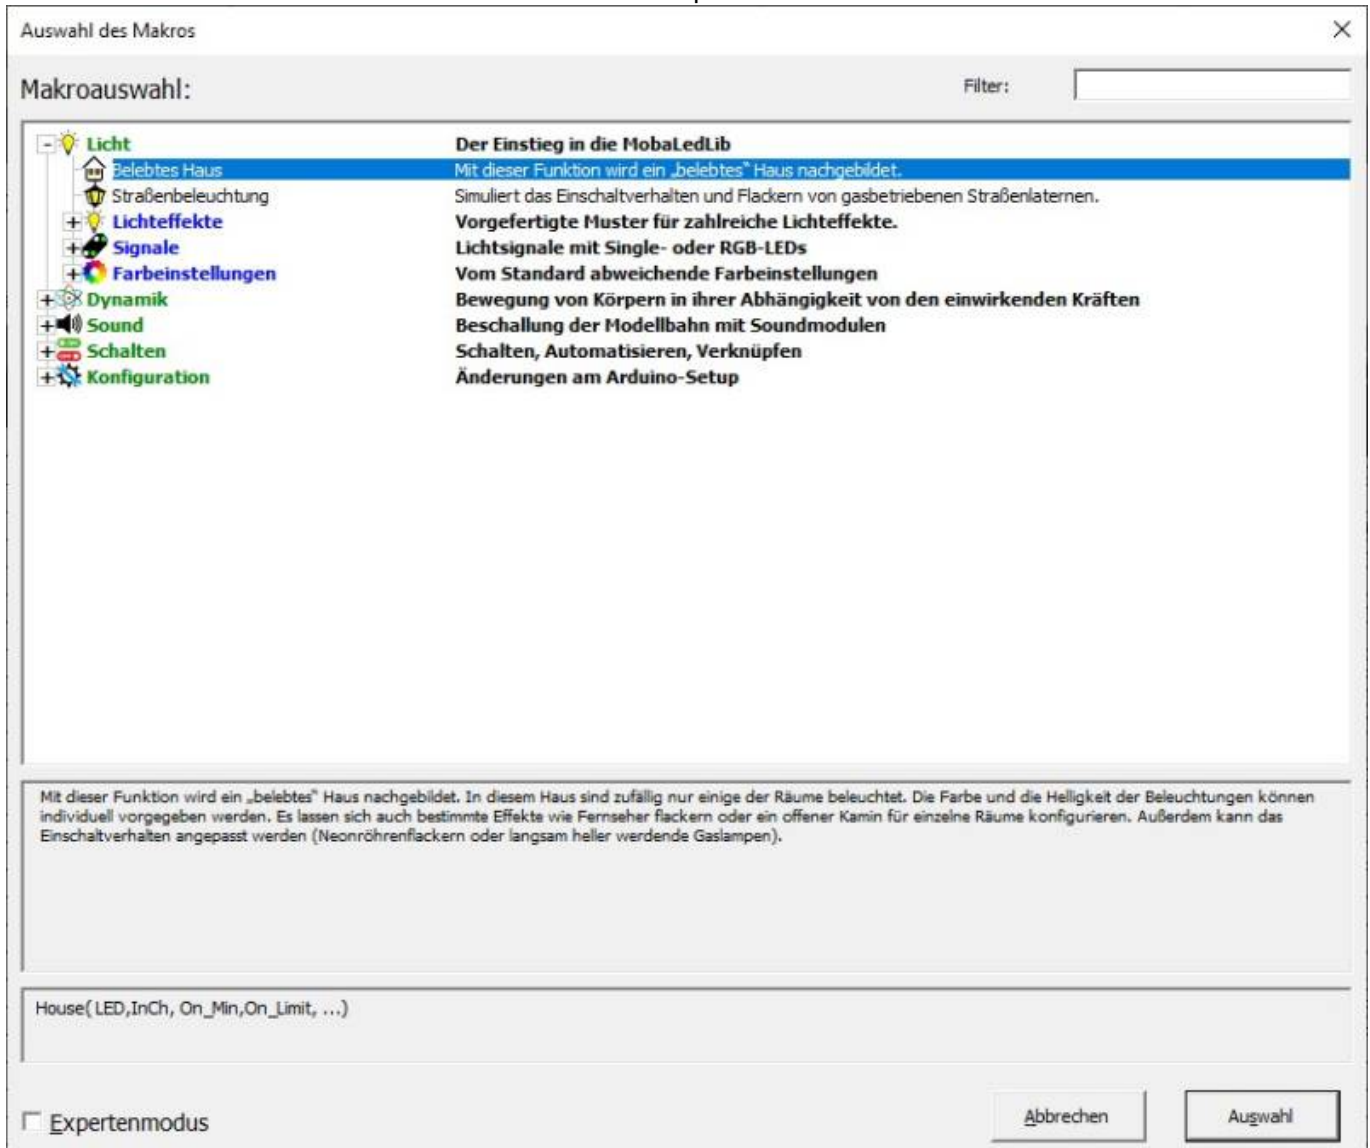 Auswahl des Makros
Makroauswahl:
Filter:
Licht Der Einstieg in die MobaLedLib
Belebtes Haus Mit dieser Funktion wird ein „belebtes“ Haus nachgebildet.
Straßenbeleuchtung Simuliert das Einschaltverhalten und Flackern von gasbetriebenen Straßenlaternen.
Lichteffekte Vorgefertigte Muster für zahlreiche Lichteffekte.
Signale Lichtsignale mit Single- oder RGB-LEDs
Farbeinstellungen Vom Standard abweichende Farbeinstellungen
Dynamik Bewegung von Körpern in ihrer Abhängigkeit von den einwirkenden Kräften
Sound Beschallung der Modellbahn mit Soundmodulen
Schalten Schalten, Automatisieren, Verknüpfen
Konfiguration Änderungen am Arduino-Setup
Mit dieser Funktion wird ein „belebtes“ Haus nachgebildet. In diesem Haus sind zufällig nur einige der Räume beleuchtet. Die Farbe und die Helligkeit der Beleuchtungen können
individuell vorgegeben werden. Es lassen sich auch bestimmte Effekte wie Fernseher flackern oder ein offener Kamin für einzelne Räume konfigurieren. Außerdem kann das
Einschaltverhalten angepasst werden (Neonröhrenflackern oder langsam heller werdende Gaslampen).
House( LED,InCh, On_Min,On_Limit, ...)
Expertenmodus
Abbrechen
Auswahl